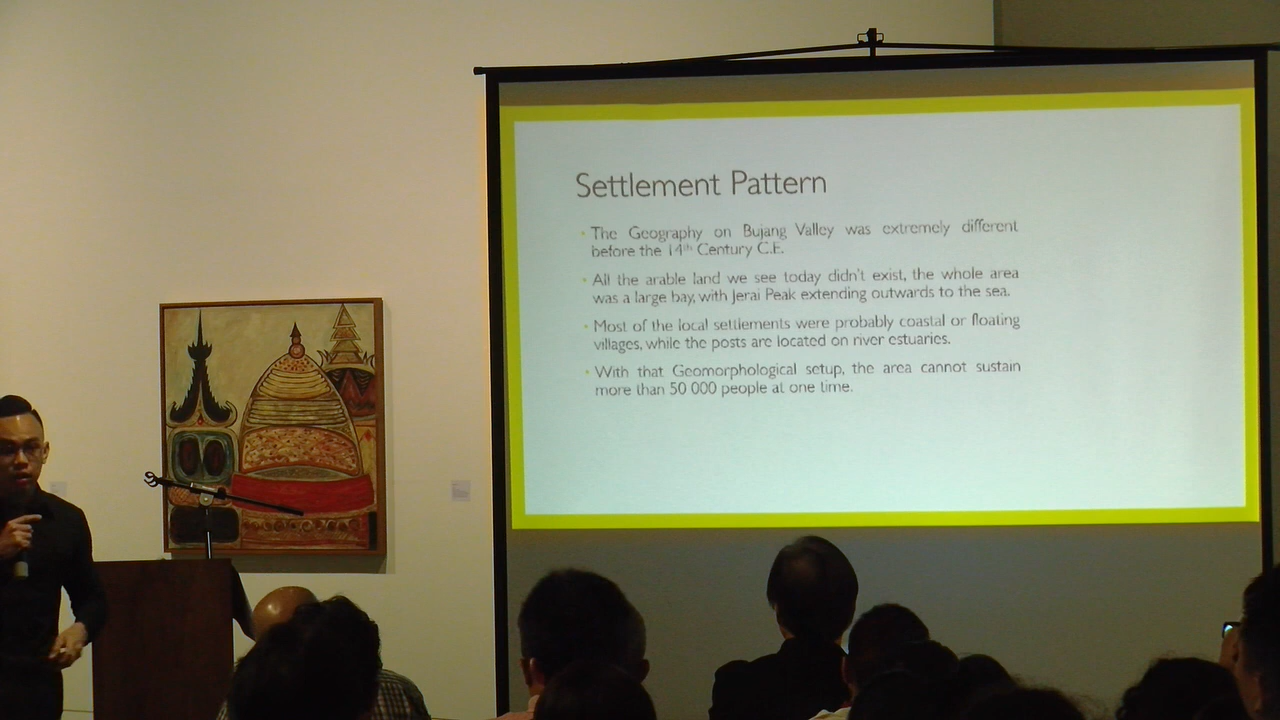 Settlement Pattern
The Geography on Bujang Valley was extremely different
before the 14th Century C.E.
All the arable land we see today didn't exist, the whole area
was a large bay, with Jerai Peak extending outwards to the sea.
Most of the local settlements were probably coastal or floating
villages, while the posts are located on river estuaries.
With that Geomorphological setup, the area cannot sustain
more than 50 000 people at one time.